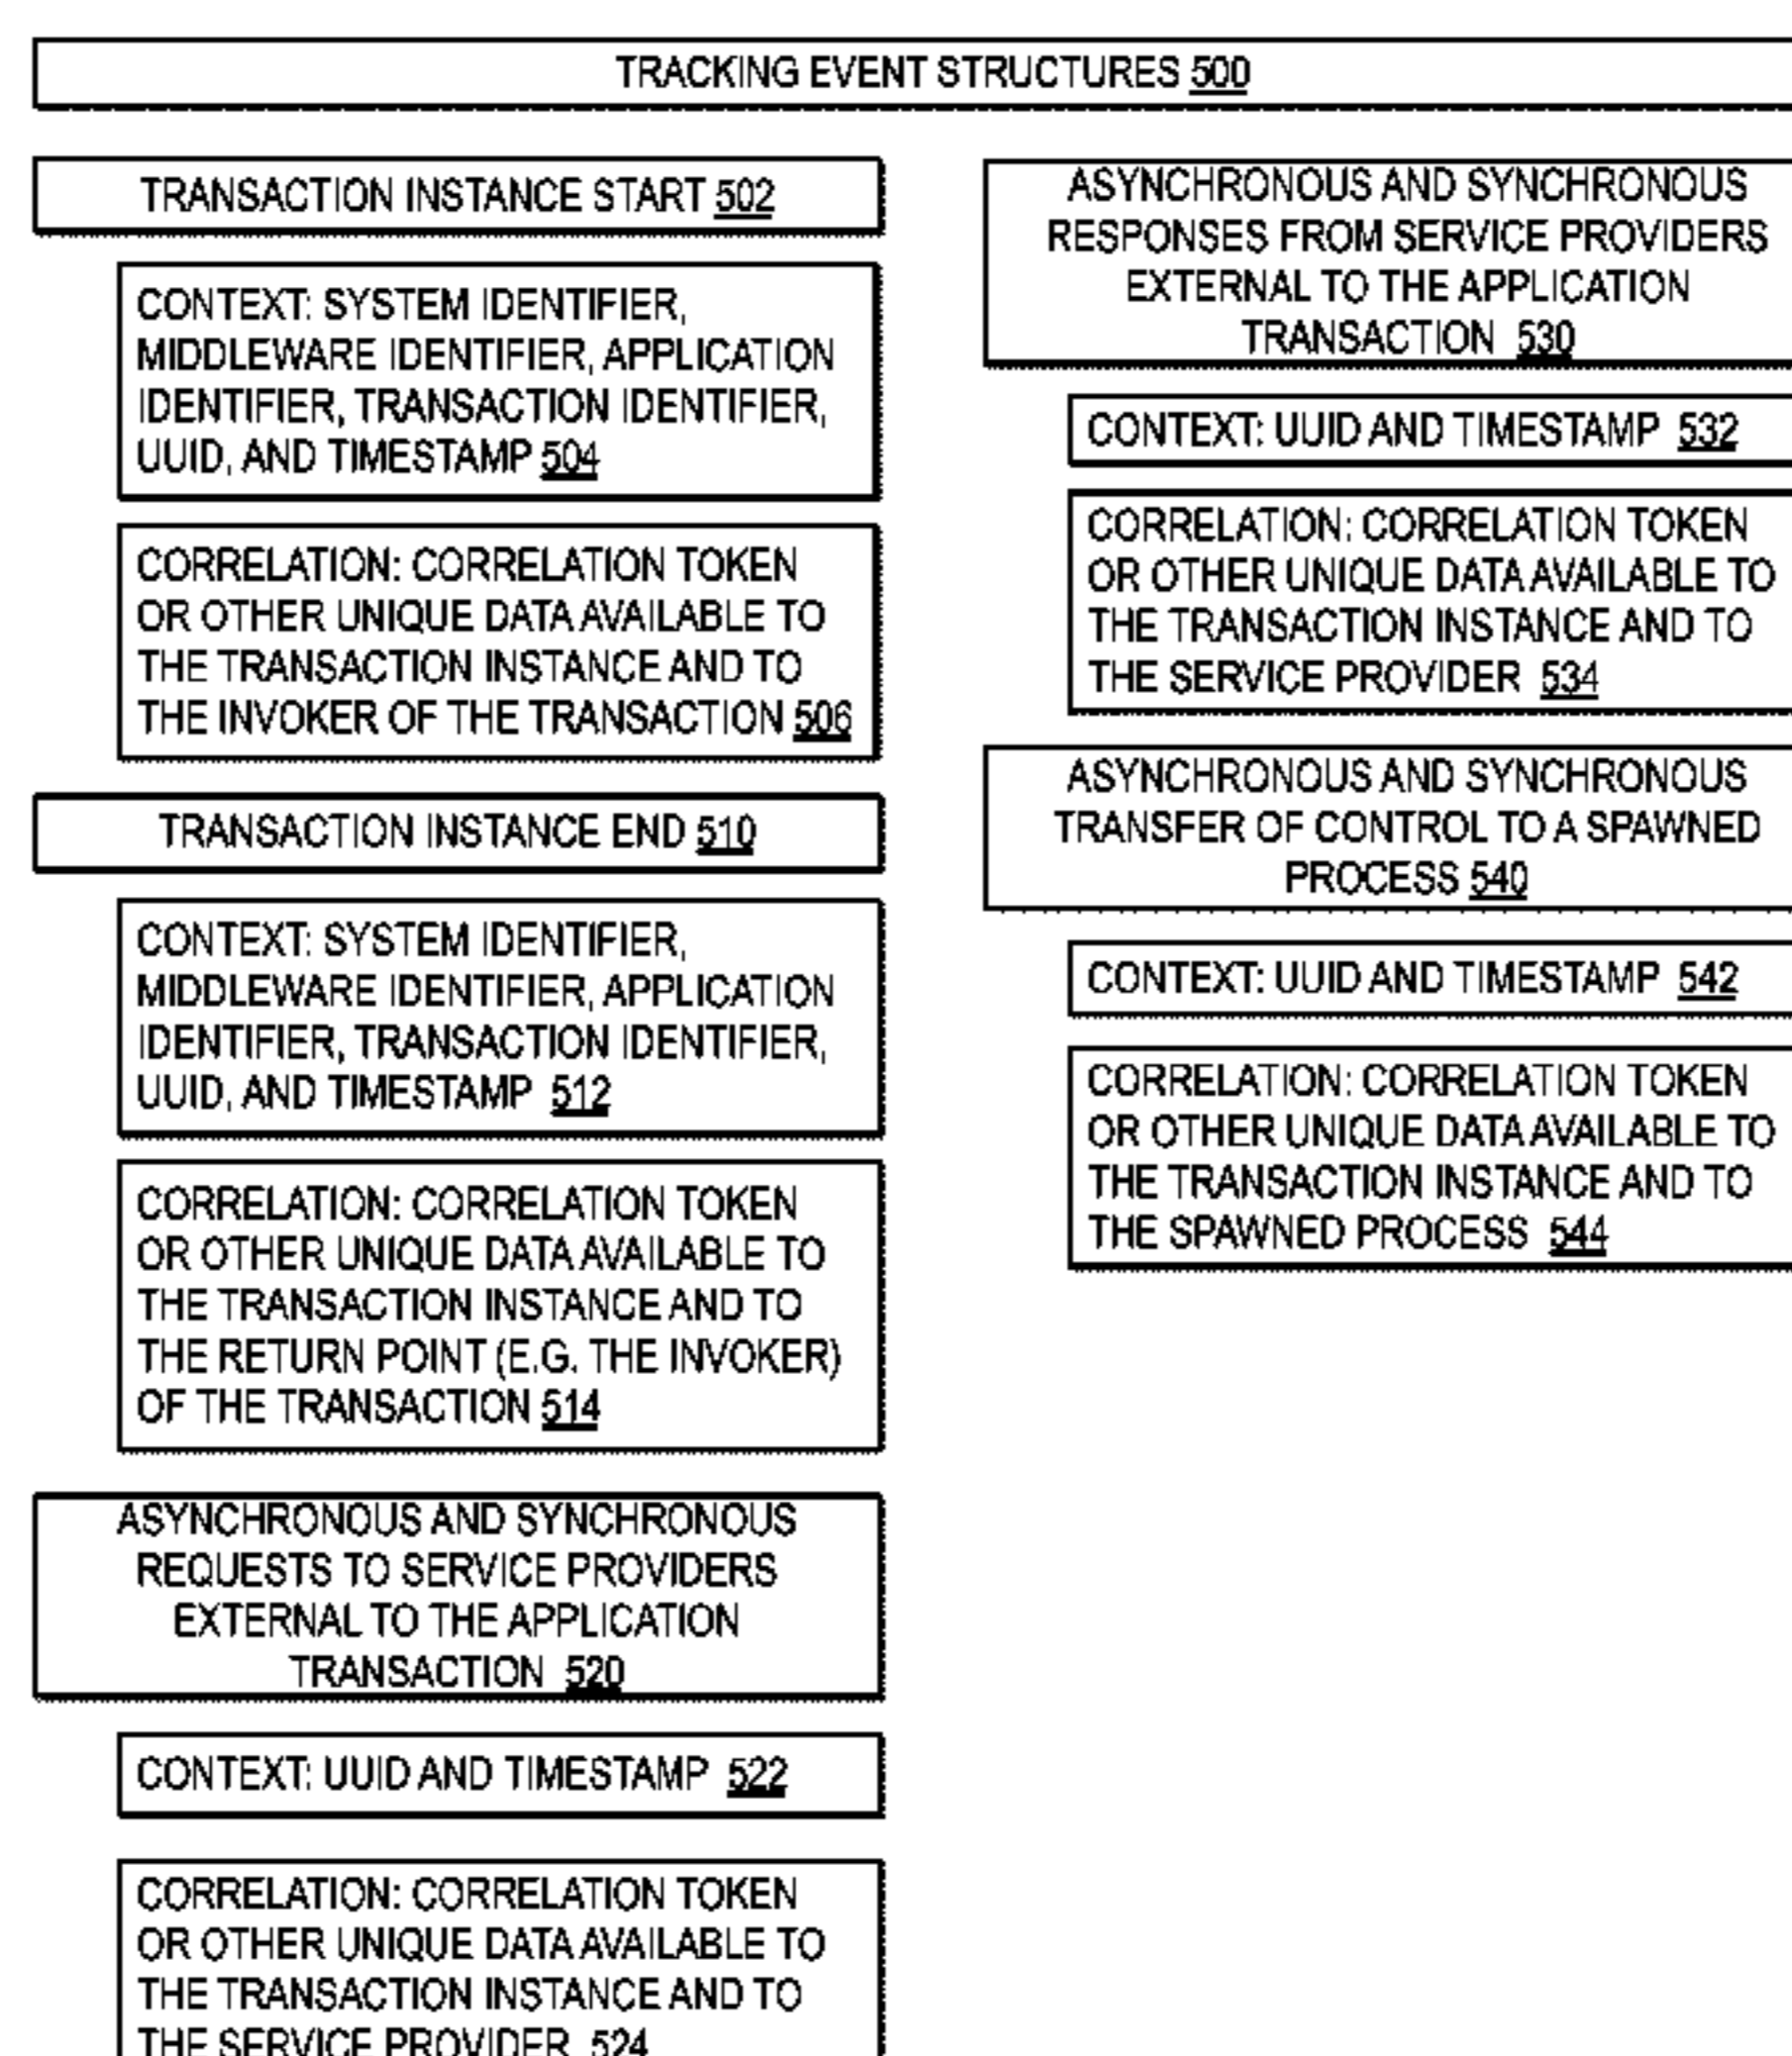 TRACKING EVENT STRUCTURES 500
TRANSACTION INSTANCE START 502
CONTEXT: SYSTEM IDENTIFIER,
MIDDLEWARE IDENTIFIER, APPLICATION
IDENTIFIER, TRANSACTION IDENTIFIER,
UUID, AND TIMESTAMP 504
CORRELATION: CORRELATION TOKEN
OR OTHER UNIQUE DATA AVAILABLE TO
THE TRANSACTION INSTANCE AND TO
THE INVOKER OF THE TRANSACTION 506
TRANSACTION INSTANCE END 510
CONTEXT: SYSTEM IDENTIFIER,
MIDDLEWARE IDENTIFIER, APPLICATION
IDENTIFIER, TRANSACTION IDENTIFIER,
UUID, AND TIMESTAMP 512
CORRELATION: CORRELATION TOKEN
OR OTHER UNIQUE DATA AVAILABLE TO
THE TRANSACTION INSTANCE AND TO
THE RETURN POINT (E.G. THE INVOKER)
OF THE TRANSACTION 514
ASYNCHRONOUS AND SYNCHRONOUS
REQUESTS TO SERVICE PROVIDERS
EXTERNAL TO THE APPLICATION
TRANSACTION 520
CONTEXT: UUID AND TIMESTAMP 522
CORRELATION: CORRELATION TOKEN
OR OTHER UNIQUE DATA AVAILABLE TO
THE TRANSACTION INSTANCE AND TO
THE SERVICE PROVIDER 524
ASYNCHRONOUS AND SYNCHRONOUS
RESPONSES FROM SERVICE PROVIDERS
EXTERNAL TO THE APPLICATION
TRANSACTION 530
CONTEXT: UUID AND TIMESTAMP 532
CORRELATION: CORRELATION TOKEN
OR OTHER UNIQUE DATA AVAILABLE TO
THE TRANSACTION INSTANCE AND TO
THE SERVICE PROVIDER 534
ASYNCHRONOUS AND SYNCHRONOUS
TRANSFER OF CONTROL TO A SPAWNED
PROCESS 540
CONTEXT: UUID AND TIMESTAMP 542
CORRELATION: CORRELATION TOKEN
OR OTHER UNIQUE DATA AVAILABLE TO
THE TRANSACTION INSTANCE AND TO
THE SPAWNED PROCESS 544